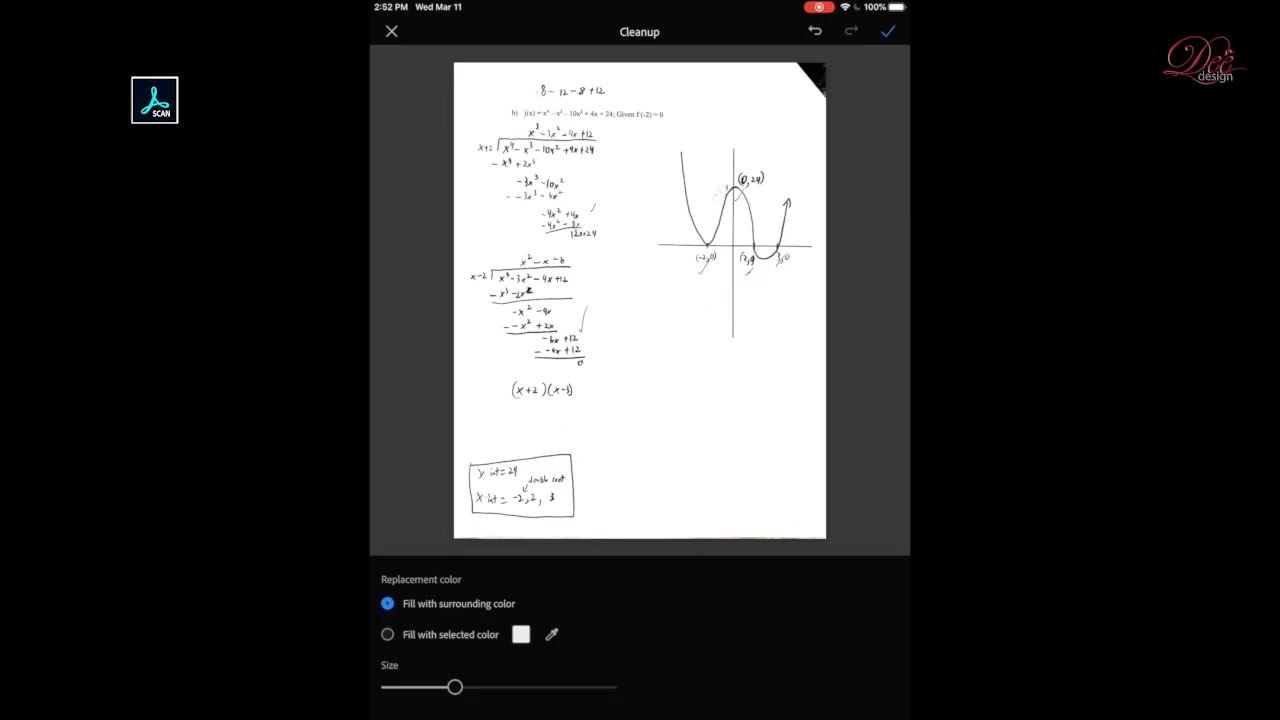 2:52 PM Wed Mar 11
100%
Cleanup
SCAN
Dee
design
8 - 12 - 8 + 12
b) j(x) = x⁴ – x³ – 10x² + 4x + 24; Given f (-2) = 0
x³ - 3x² - 4x + 12
x+2 x⁴ - x³ - 10x² + 4x + 24
- x⁴ + 2x³
-3x³ - 10x²
- -3x³ - 6x²
-4x² + 4x
-4x² - 8x
12x+24
x² - x - 6
x-2 x³ - 3x² - 4x + 12
- x³ - 2x²
-x² - 4x
- -x² + 2x
-6x + 12
- -6x + 12
0
(x+2)(x-3)
(0, 24)
(-2, 0)
(2, 0)
3, 0
y int = 24
double root
x int = -2, 2, 3
Replacement color
Fill with surrounding color
Fill with selected color
Size